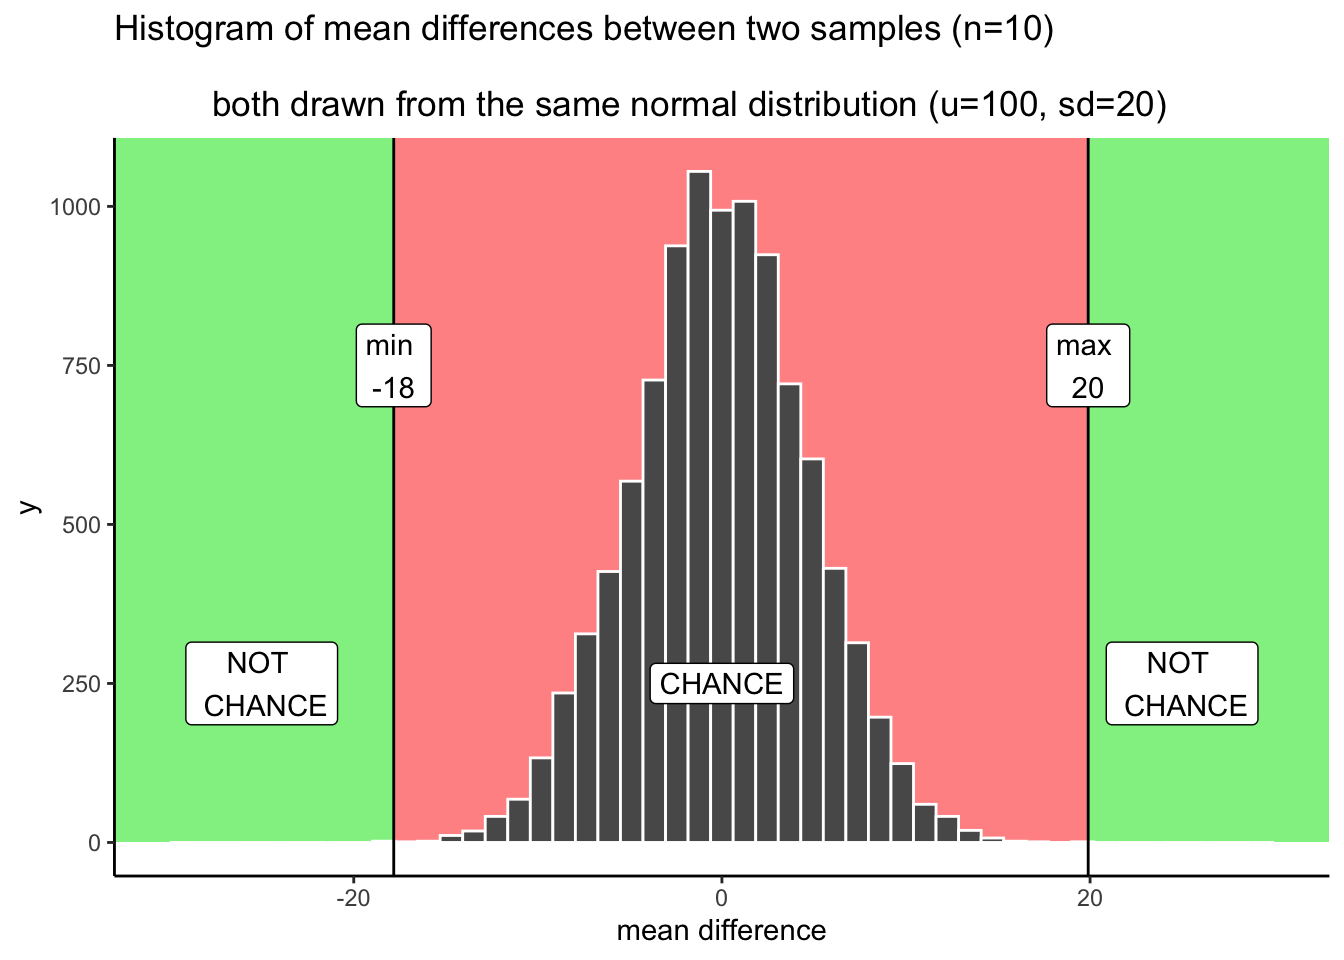 Histogram of mean differences between two samples (n=10)
both drawn from the same normal distribution (u=100, sd=20)
1000
750
500
250
0
y
min
-18
max
20
NOT
CHANCE
CHANCE
NOT
CHANCE
-20
0
20
mean difference